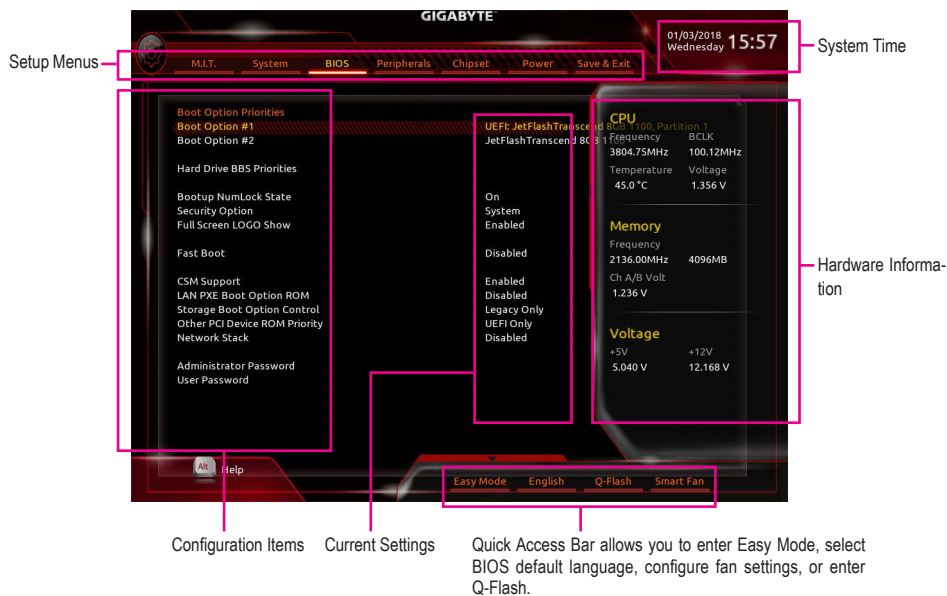 GIGABYTE™
01/03/2018
Wednesday 15:57
System Time
Setup Menus
M.I.T. System BIOS Peripherals Chipset Power Save & Exit
Boot Option Priorities
Boot Option #1 UEFI: JetFlashTranscend 8GB 1100, Partition 1
Boot Option #2 JetFlashTranscend 8GB 1100
Hard Drive BBS Priorities
Bootup NumLock State On
Security Option System
Full Screen LOGO Show Enabled
Fast Boot Disabled
CSM Support Enabled
LAN PXE Boot Option ROM Disabled
Storage Boot Option Control Legacy Only
Other PCI Device ROM Priority UEFI Only
Network Stack Disabled
Administrator Password
User Password
CPU
Frequency BCLK
3804.75MHz 100.12MHz
Temperature Voltage
45.0 °C 1.356 V
Memory
Frequency
2136.00MHz 4096MB
Ch A/B Volt
1.236 V
Voltage
+5V +12V
5.040 V 12.168 V
Hardware Informa-
tion
Alt Help
Easy Mode English Q-Flash Smart Fan
Configuration Items Current Settings
Quick Access Bar allows you to enter Easy Mode, select
BIOS default language, configure fan settings, or enter
Q-Flash.